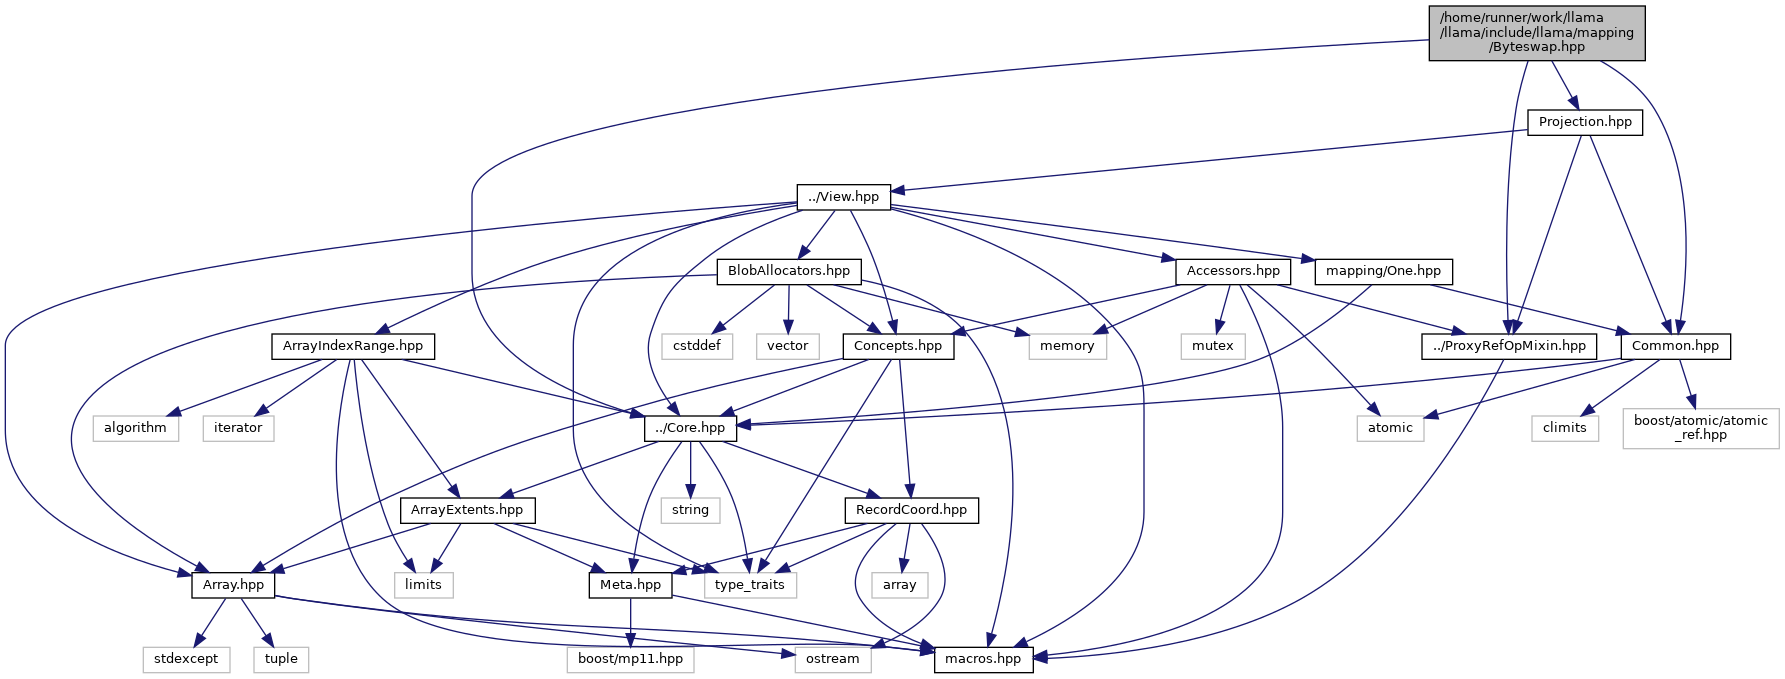 /home/runner/work/llama
/llama/include/llama/mapping
/Byteswap.hpp
Projection.hpp
../View.hpp
BlobAllocators.hpp
Accessors.hpp
mapping/One.hpp
ArrayIndexRange.hpp
cstddef
vector
Concepts.hpp
memory
mutex
../ProxyRefOpMixin.hpp
Common.hpp
algorithm
iterator
../Core.hpp
atomic
climits
boost/atomic/atomic
_ref.hpp
ArrayExtents.hpp
string
RecordCoord.hpp
Array.hpp
limits
Meta.hpp
type_traits
array
stdexcept
tuple
boost/mp11.hpp
ostream
macros.hpp